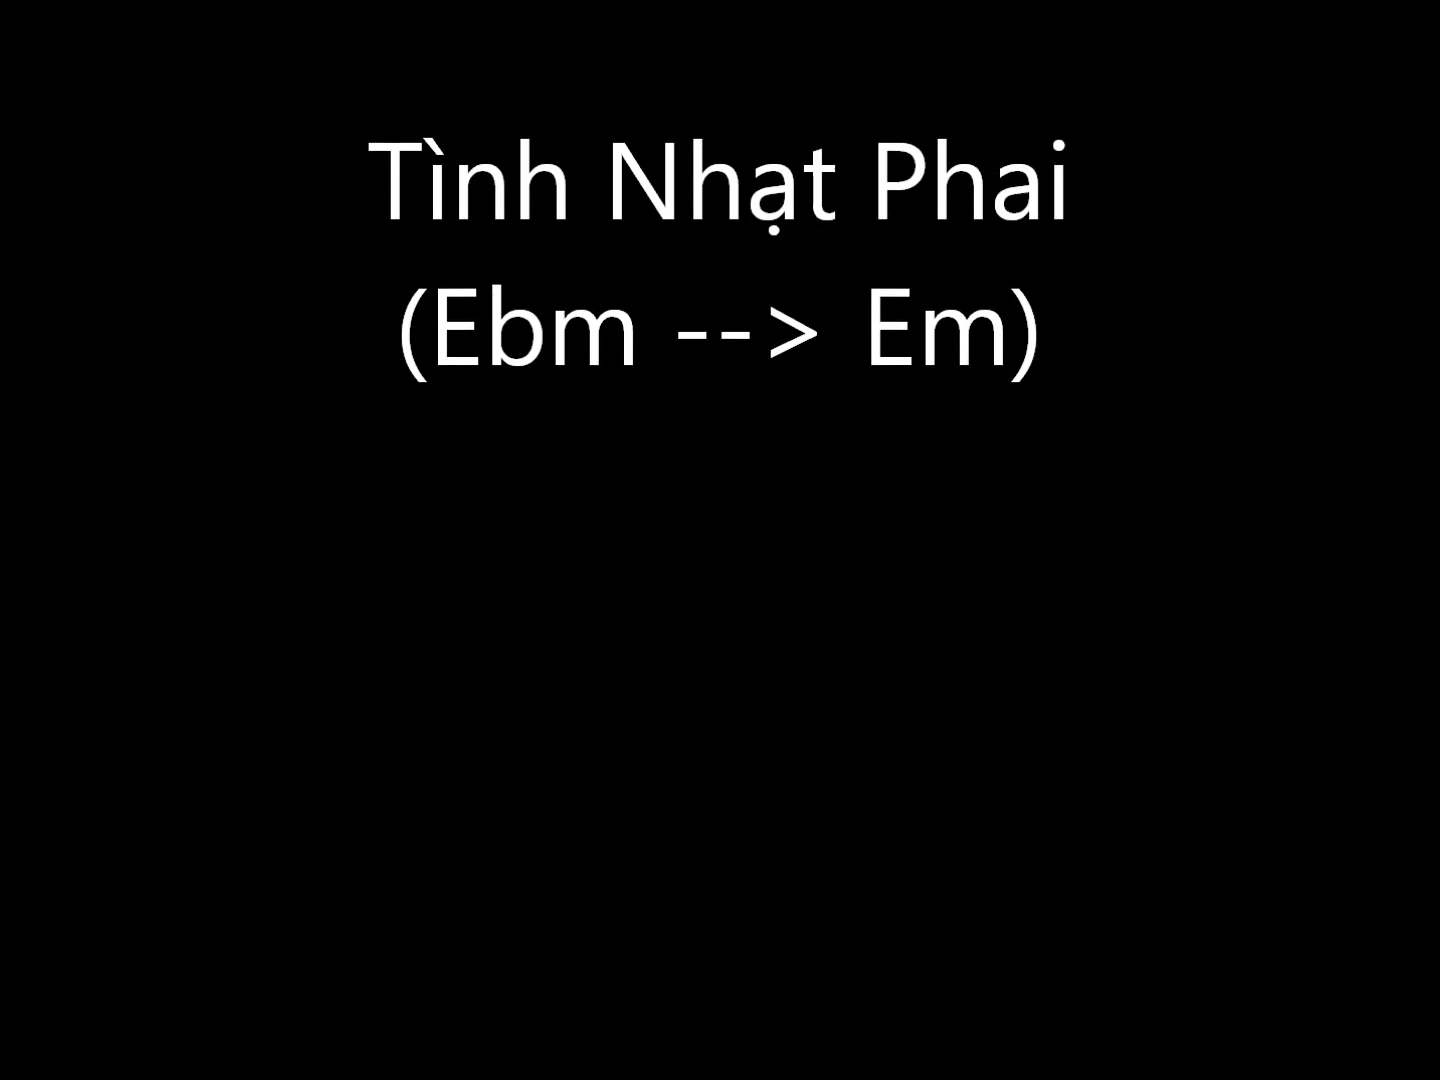 Tình Nhạt Phai
(Ebm --> Em)